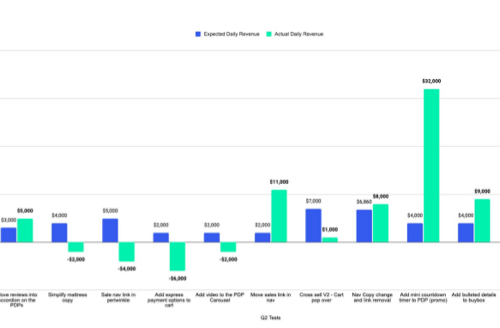 Expected Daily Revenue Actual Daily Revenue
$32,000
$11,000
$9,000
$8,000
$7,000
$6,860
$5,000 $5,000
$4,000 $4,000 $4,000
$3,000
$2,000 $2,000 $2,000
$1,000
-$2,000 -$2,000
-$4,000
-$6,000
reviews into Simplify mattress Sale nav link in Add express Add video to the PDP Move sales link in Cross sell V2 - Cart Nav Copy change Add mini countdown Add bulleted details
on the copy periwinkle payment options to Carousel nav pop over and link removal timer to PDP (promo) to buybox
PDPs cart
Q2 Tests